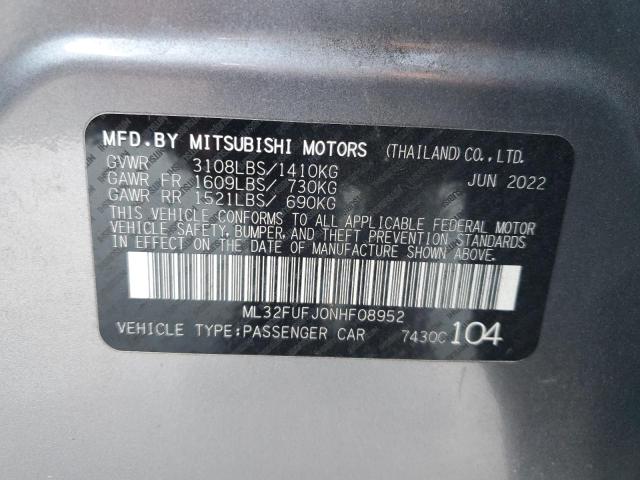 MFD.BY MITSUBISHI MOTORS (THAILAND) CO.,LTD.
GVWR 3108LBS/1410KG JUN 2022
GAWR FR 1609LBS/ 730KG
GAWR RR 1521LBS/ 690KG
THIS VEHICLE CONFORMS TO ALL APPLICABLE FEDERAL MOTOR
VEHICLE SAFETY, BUMPER, AND THEFT PREVENTION STANDARDS
IN EFFECT ON THE DATE OF MANUFACTURE SHOWN ABOVE.
ML32FUFJ0NHF08952
VEHICLE TYPE:PASSENGER CAR 7430C 104